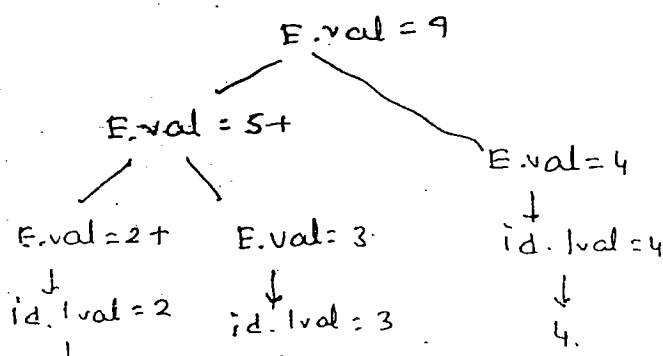 E.val = 9
E.val = 5+
E.val = 4
E.val = 2+
E.val = 3
id.lval = 4
id.lval = 2
id.lval = 3
4.